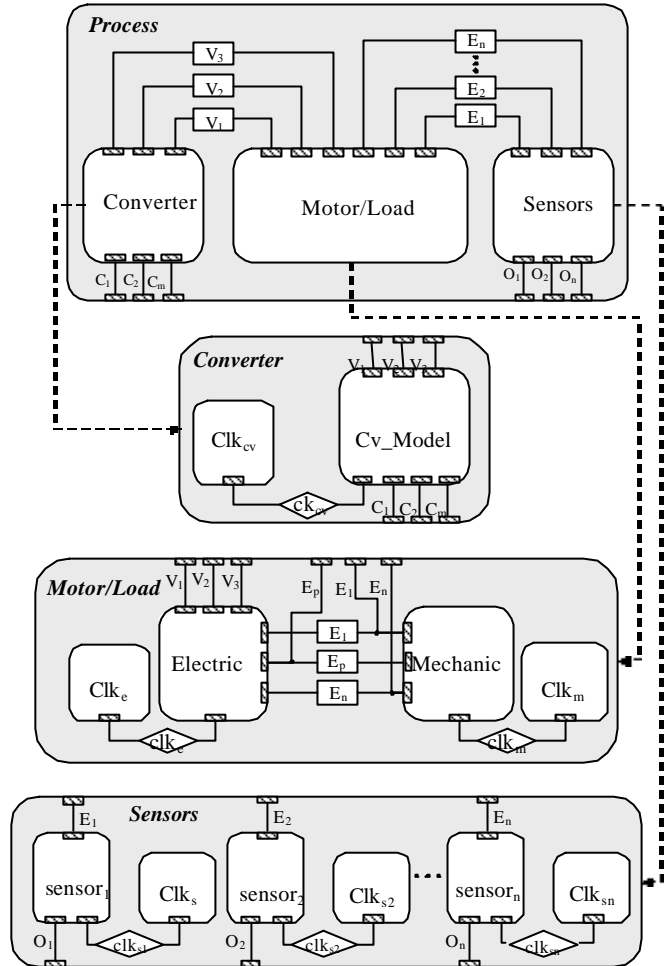 Process
V₃
Eₙ
V₂
E₂
V₁
E₁
Converter
Motor/Load
Sensors
C₁ C₂ Cₘ
O₁ O₂ Oₙ
Converter
V₁ V₂ V₃
Clk_cv
Cv_Model
ck_cv
C₁ C₂ Cₘ
Motor/Load
V₁ V₂ V₃
Eₚ E₁ Eₙ
E₁
Electric
Eₚ
Mechanic
Clkₑ
Eₙ
Clkₘ
clkₑ
clkₘ
Sensors
E₁
E₂
Eₙ
sensor₁
Clkₛ
sensor₂
Clkₛ₂
sensorₙ
Clkₛₙ
O₁
clkₛ₁
O₂
clkₛ₂
Oₙ
clkₛₙ